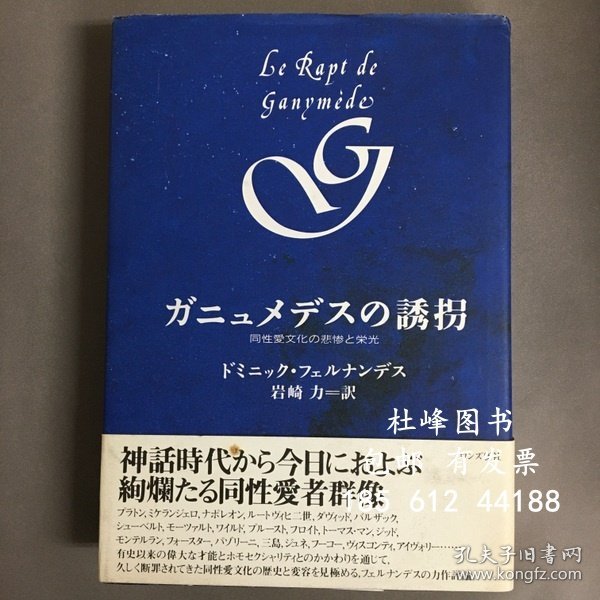 Le Rapt de
Ganymède
G
ガニュメデスの誘拐
同性愛文化の悲惨と栄光
ドミニック・フェルナンデス
岩崎 力=訳
杜峰图书
包邮 有发票
185 612 44188
神話時代から今日におよぶ
絢爛たる同性愛者群像
プラトン、ミケランジェロ、ナポレオン、ルートヴィヒ二世、ダヴィッド、バルザック、
シューベルト、モーツァルト、ワイルド、プルースト、フロイト、トーマス・マン、ジッド、
モンテルラン、フォースター、パゾリーニ、三島、ジュネ、フーコー、ヴィスコンティ、アイヴォリー……
有史以来の偉大な才能とホモセクシャリティとのかかわりを通じて、
久しく断罪されてきた同性愛文化の歴史と変容を見極める。フェルナンデスの力作評論
孔夫子旧书网
www.kongfz.com